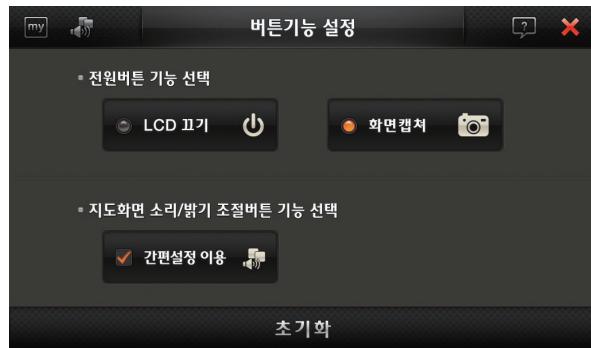 my
버튼기능 설정
?
전원버튼 기능 선택
LCD 끄기
화면캡쳐
지도화면 소리/밝기 조절버튼 기능 선택
간편설정 이용
초기화